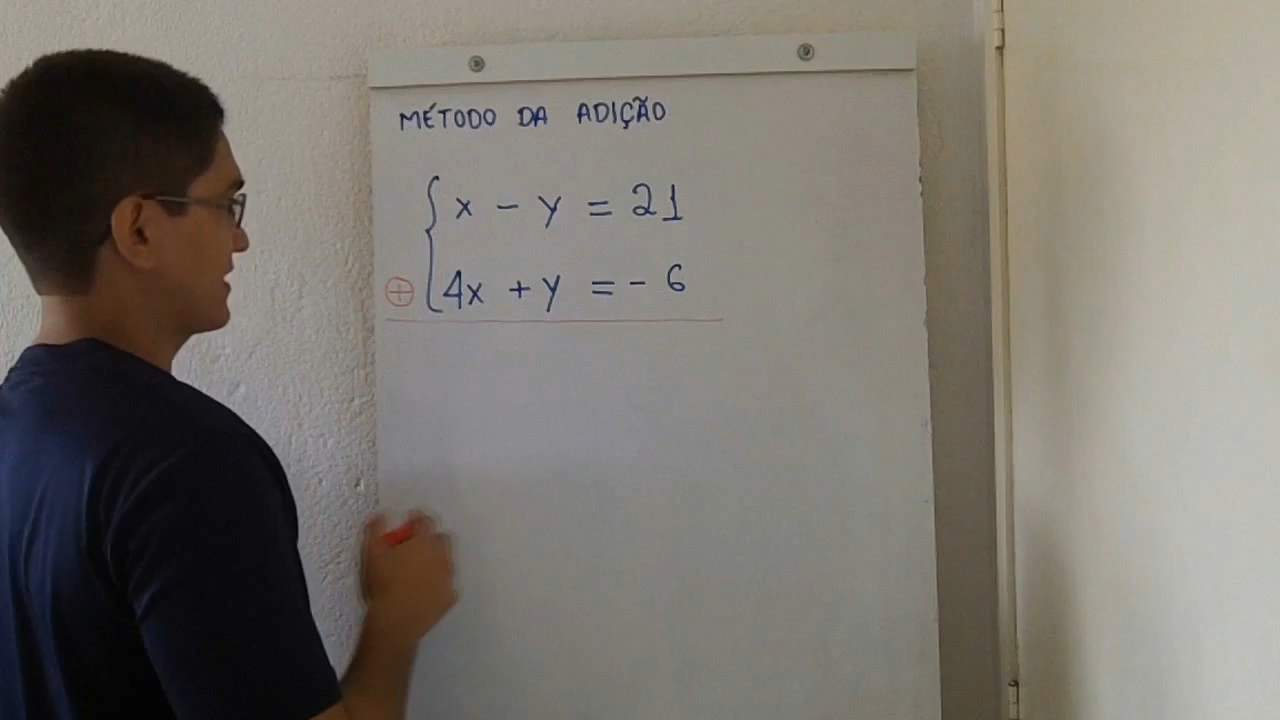 MÉTODO DA ADIÇÃO
x - y = 21
⊕ 4x + y = - 6